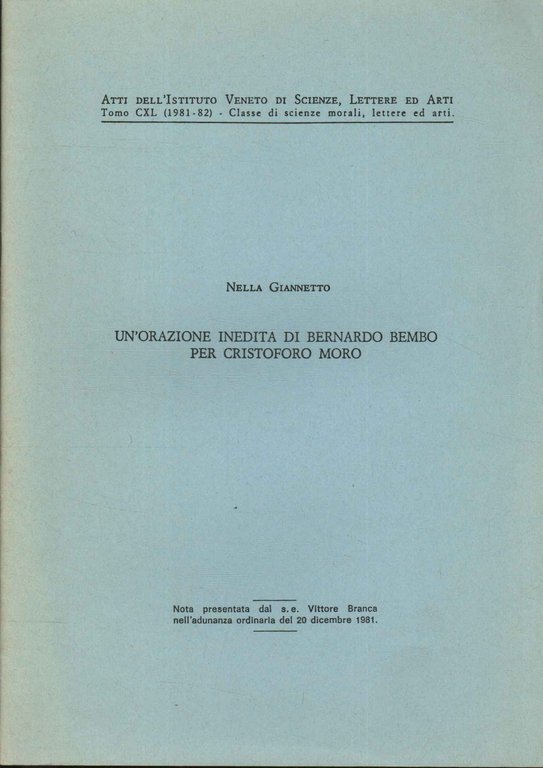 ATTI DELL'ISTITUTO VENETO DI SCIENZE, LETTERE ED ARTI
Tomo CXL (1981-82) - Classe di scienze morali, lettere ed arti.
NELLA GIANNETTO
UN'ORAZIONE INEDITA DI BERNARDO BEMBO
PER CRISTOFORO MORO
Nota presentata dal s.e. Vittore Branca
nell'adunanza ordinaria del 20 dicembre 1981.